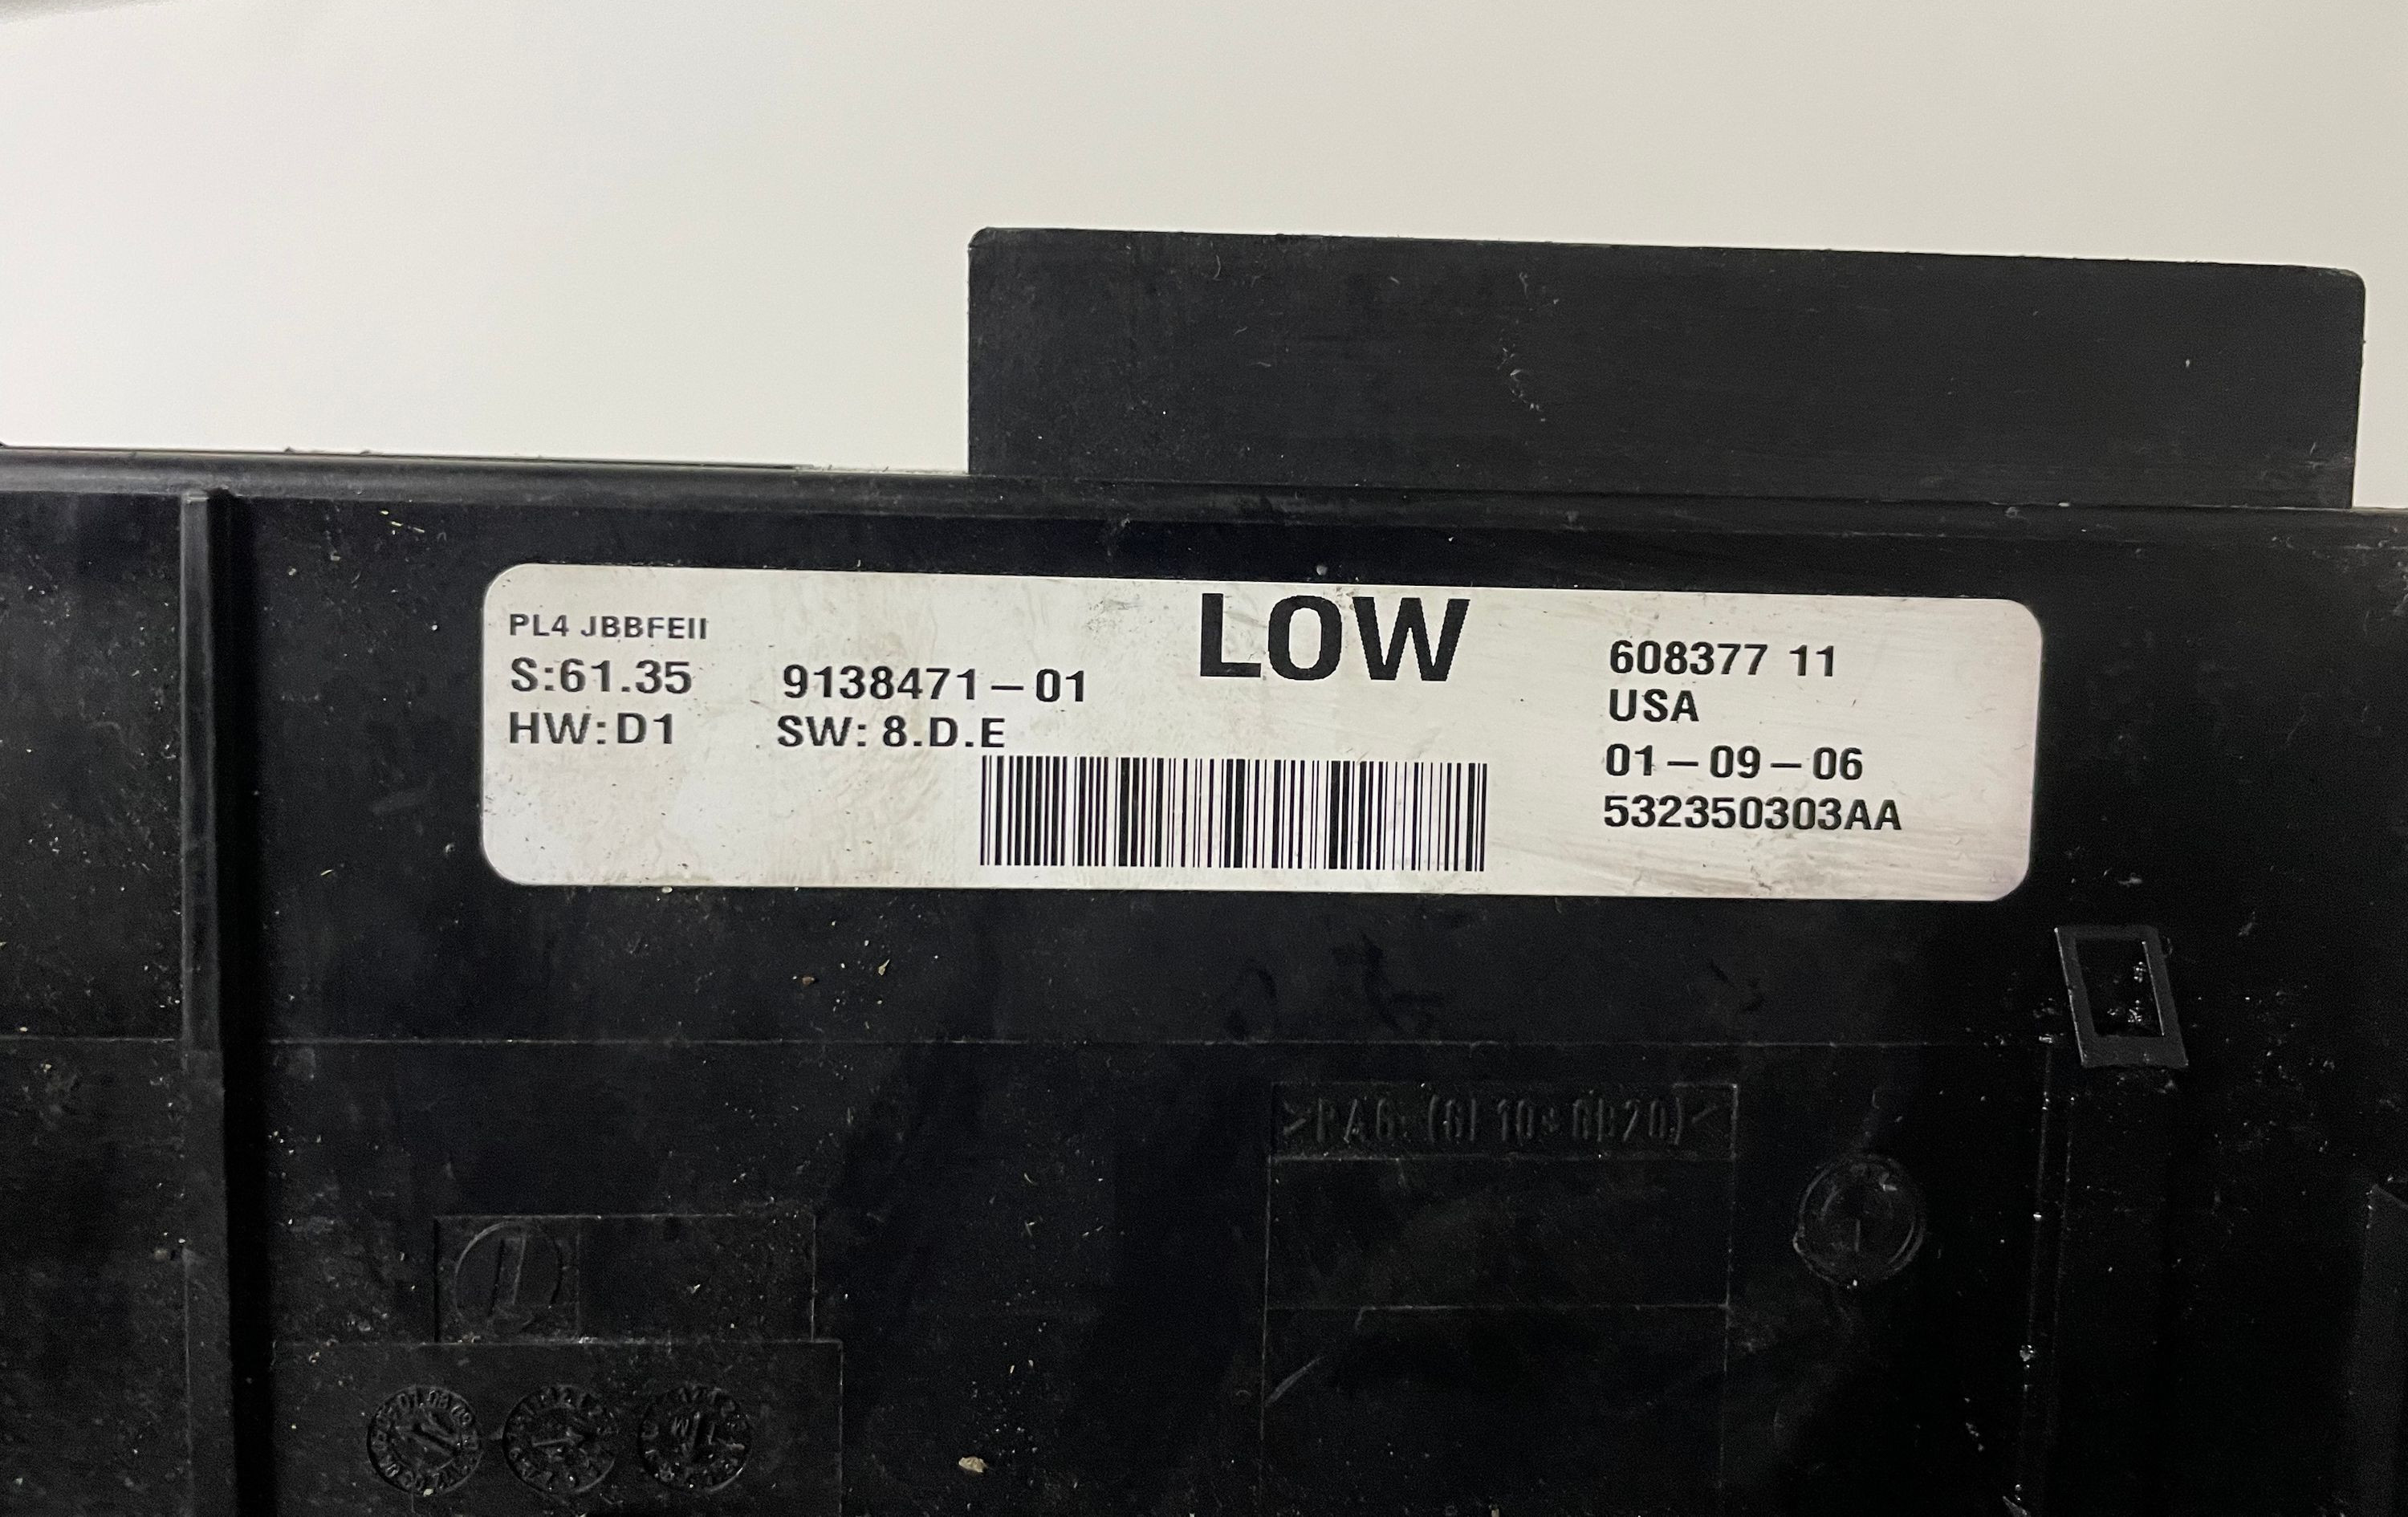 LOW
PL4 JBBFEII
S:61.35
HW:D1
9138471-01
SW: 8.D.E
608377 11
USA
01-09-06
532350303AA